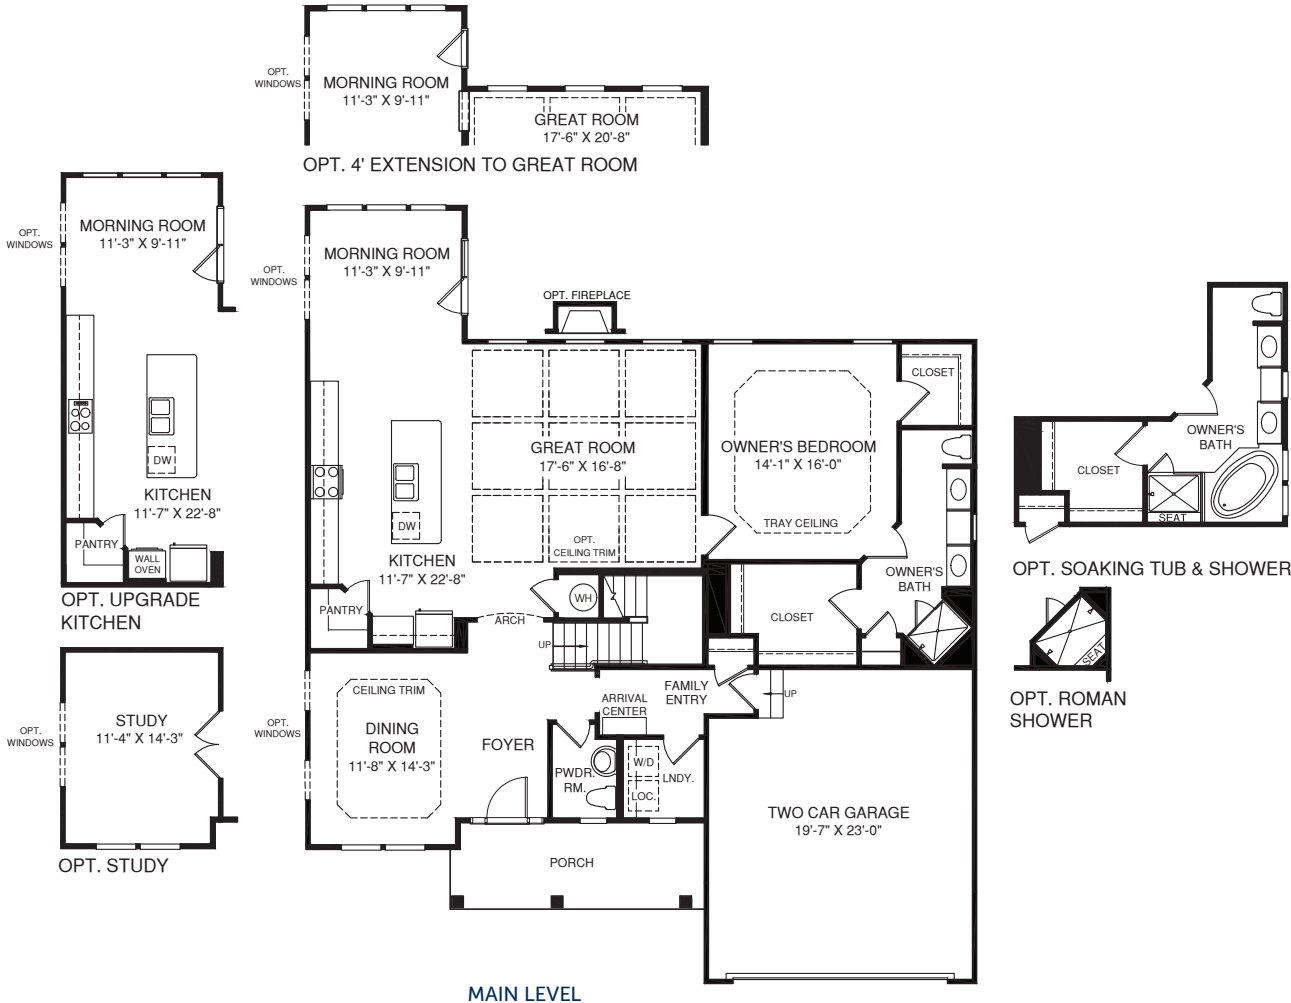 OPT.
WINDOWS
MORNING ROOM
11'-3" X 9'-11"
GREAT ROOM
17'-6" X 20'-8"
OPT. 4' EXTENSION TO GREAT ROOM
OPT.
WINDOWS
MORNING ROOM
11'-3" X 9'-11"
DW
KITCHEN
11'-7" X 22'-8"
PANTRY
WALL
OVEN
OPT. UPGRADE
KITCHEN
OPT.
WINDOWS
STUDY
11'-4" X 14'-3"
OPT. STUDY
OPT.
WINDOWS
MORNING ROOM
11'-3" X 9'-11"
OPT. FIREPLACE
GREAT ROOM
17'-6" X 16'-8"
OPT.
CEILING TRIM
DW
KITCHEN
11'-7" X 22'-8"
PANTRY
ARCH
WH
UP
OWNER'S BEDROOM
14'-1" X 16'-0"
TRAY CEILING
CLOSET
OWNER'S
BATH
CLOSET
OPT.
WINDOWS
CEILING TRIM
DINING
ROOM
11'-8" X 14'-3"
FOYER
ARRIVAL
CENTER
FAMILY
ENTRY
UP
PWDR.
RM.
W/D
LNDY.
LOC.
TWO CAR GARAGE
19'-7" X 23'-0"
PORCH
OWNER'S
BATH
CLOSET
SEAT
OPT. SOAKING TUB & SHOWER
SEAT
OPT. ROMAN
SHOWER
MAIN LEVEL